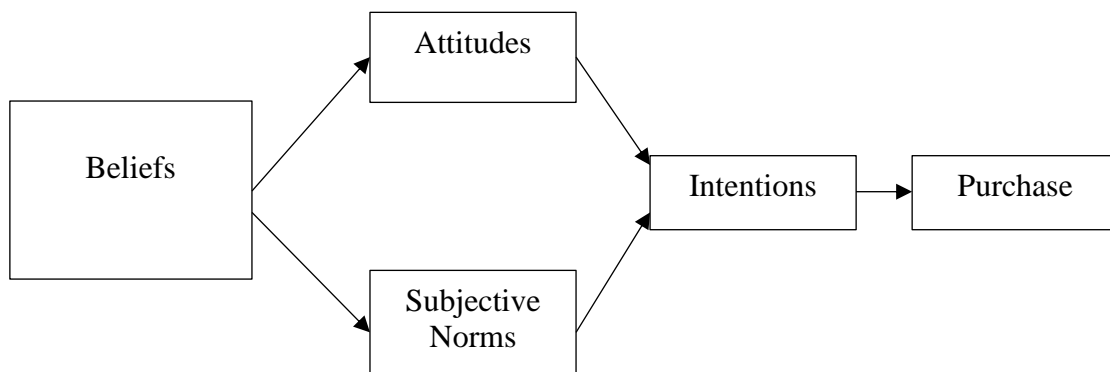 Attitudes
Beliefs
Intentions
Purchase
Subjective
Norms